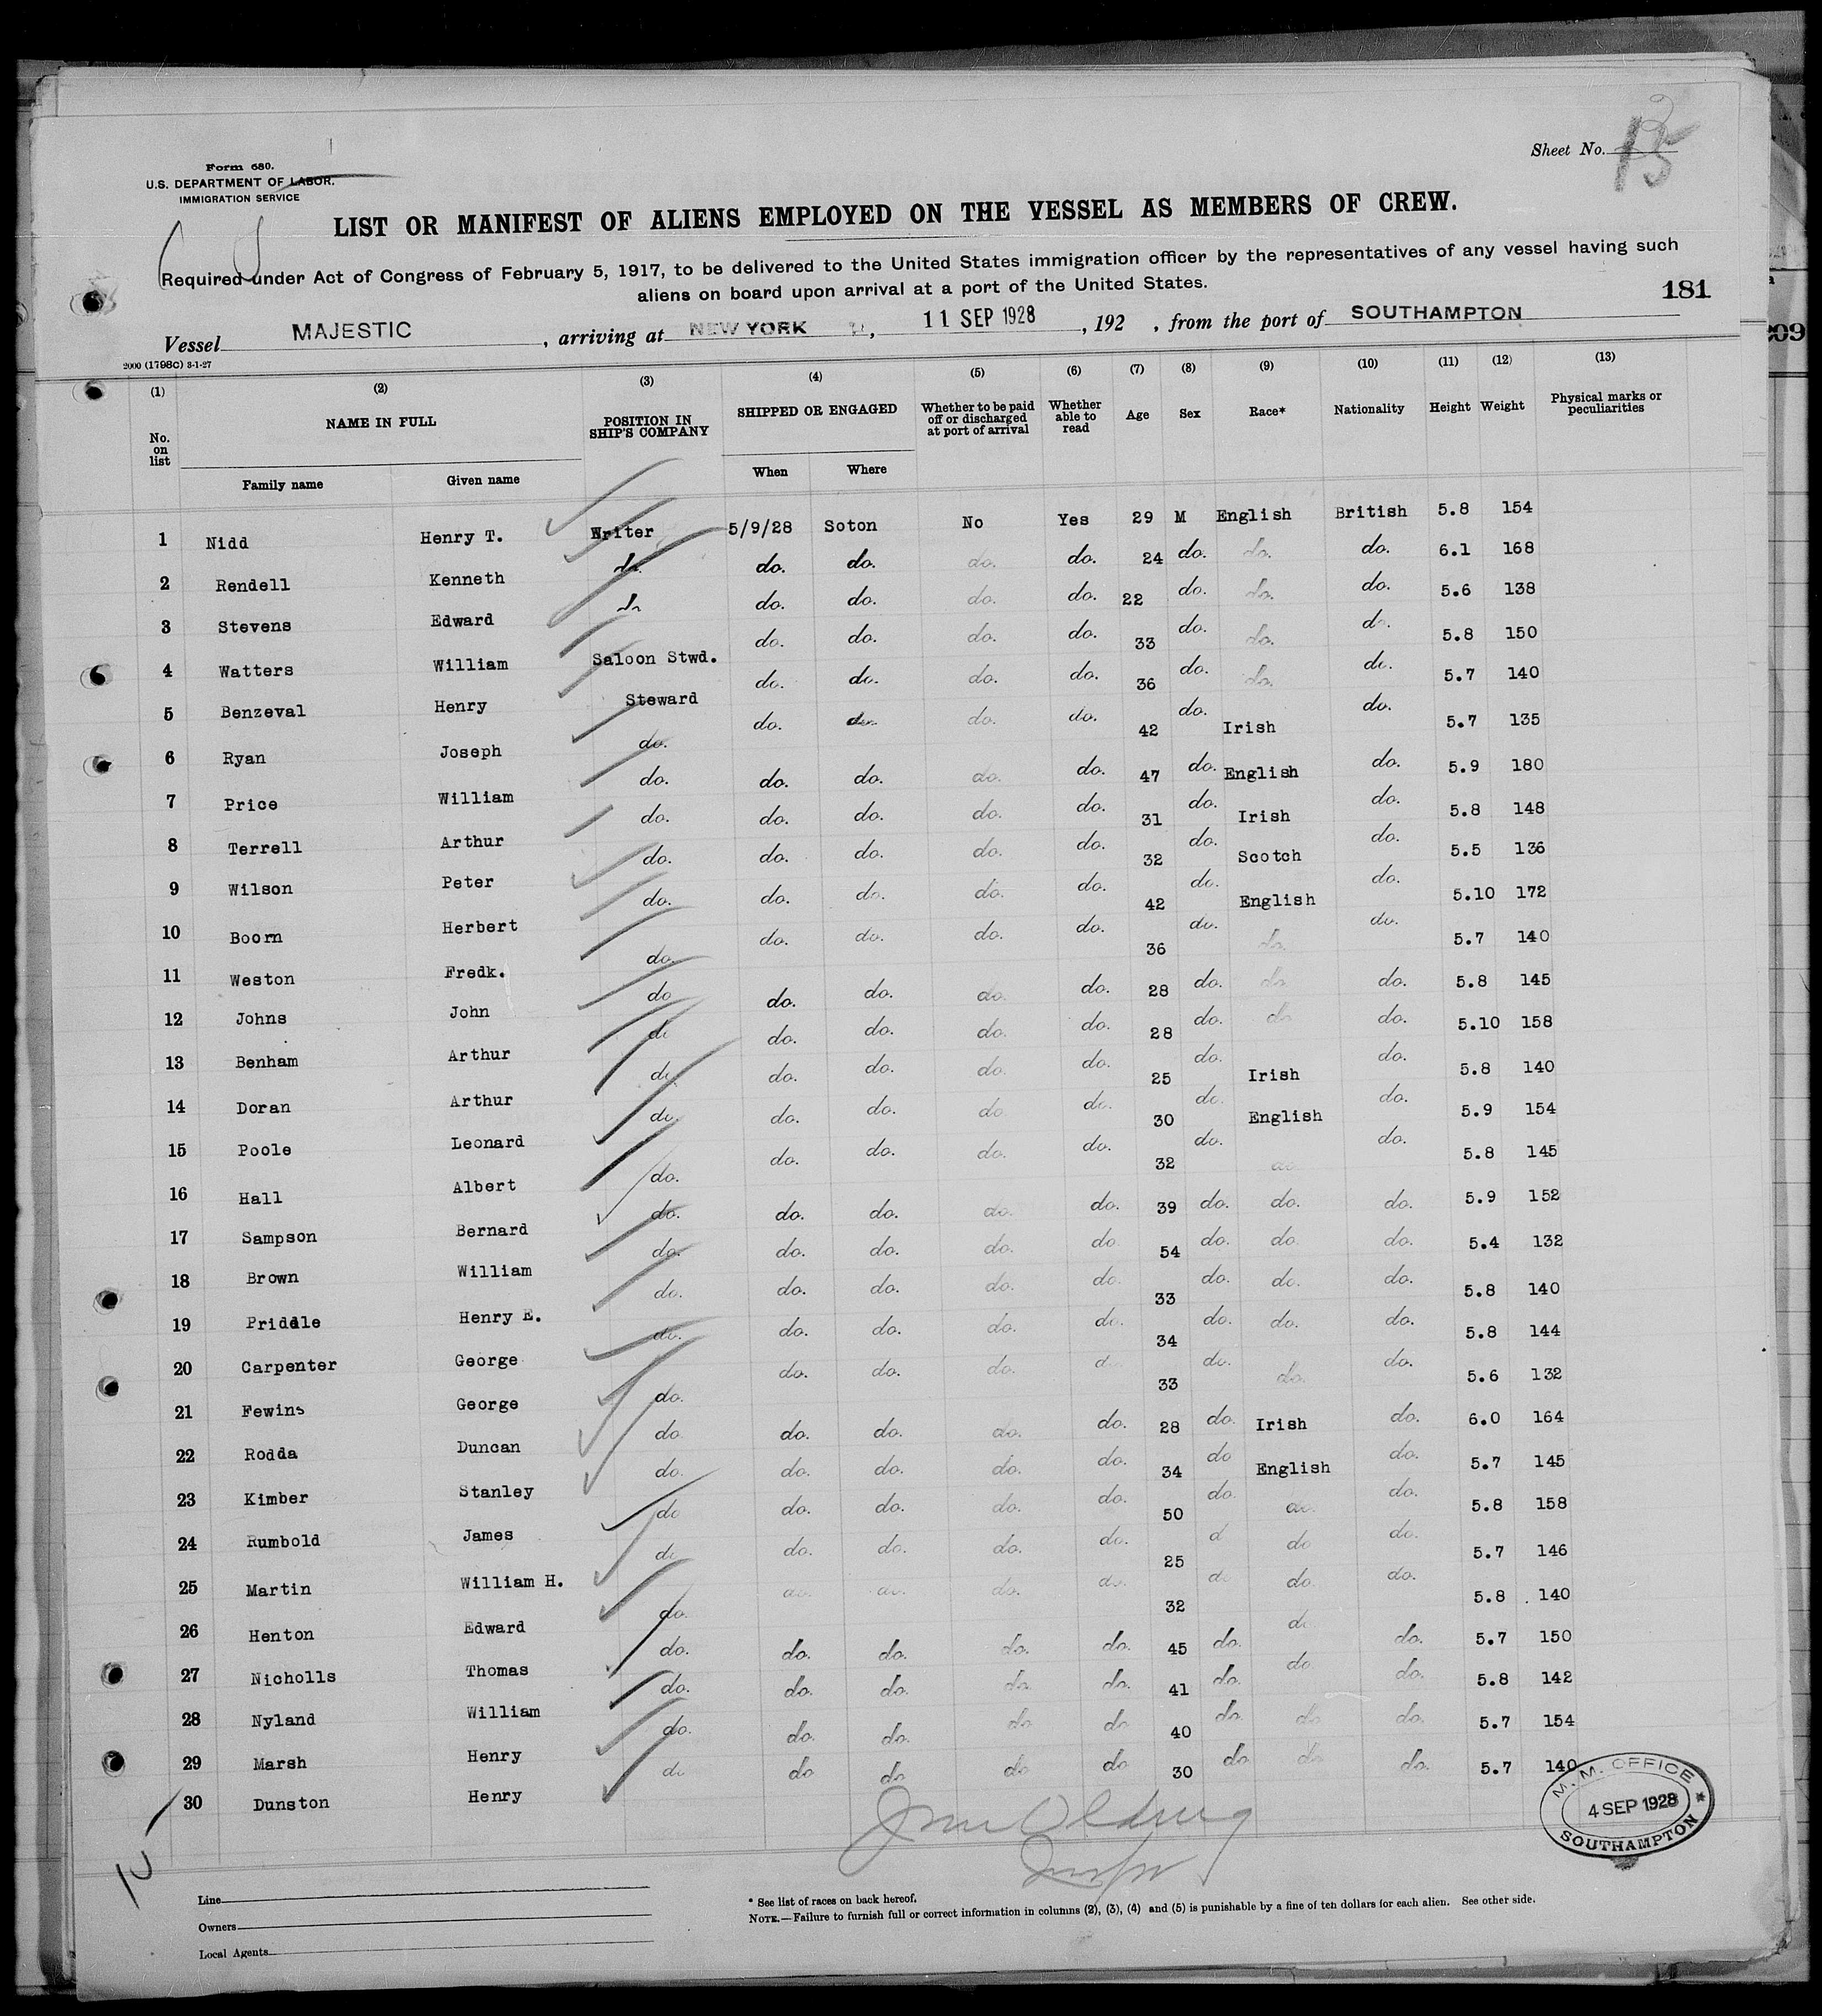 Sheet No. 15
Form 680.
U.S. DEPARTMENT OF LABOR.
IMMIGRATION SERVICE
LIST OR MANIFEST OF ALIENS EMPLOYED ON THE VESSEL AS MEMBERS OF CREW.
Required under Act of Congress of February 5, 1917, to be delivered to the United States immigration officer by the representatives of any vessel having such
aliens on board upon arrival at a port of the United States.
181
Vessel MAJESTIC , arriving at NEW YORK , 11 SEP 1928 , 192 , from the port of SOUTHAMPTON
2000 (1798C) 3-1-27
(1) (2) (3) (4) (5) (6) (7) (8) (9) (10) (11) (12) (13)
No. on list NAME IN FULL POSITION IN SHIP'S COMPANY SHIPPED OR ENGAGED Whether to be paid off or discharged at port of arrival Whether able to read Age Sex Race* Nationality Height Weight Physical marks or peculiarities
Family name Given name When Where
1 Nidd Henry T. Writer 5/9/28 Soton No Yes 29 M English British 5.8 154
2 Rendell Kenneth do. do. do. do. do. 24 do. do. do. 6.1 168
3 Stevens Edward do do. do. do. do. 22 do. do. do. 5.6 138
4 Watters William Saloon Stwd. do. do. do. do. 33 do. do. do. 5.8 150
5 Benzeval Henry Steward do. do. do. do. 36 do. do. do. 5.7 140
6 Ryan Joseph do. do. do. do. do. 42 do. Irish do. 5.7 135
7 Price William do. do. do. do. do. 47 do. English do. 5.9 180
8 Terrell Arthur do. do. do. do. do. 31 do. Irish do. 5.8 148
9 Wilson Peter do. do. do. do. do. 32 do. Scotch do. 5.5 136
10 Boorn Herbert do. do. do. do. do. 42 do. English do. 5.10 172
11 Weston Fredk. do. do. do. do. do. 36 do. do. do. 5.7 140
12 Johns John do do. do. do. do. 28 do. do. do. 5.8 145
13 Benham Arthur do do. do. do. do. 28 do. do do. 5.10 158
14 Doran Arthur do. do. do. do. do. 25 do. Irish do. 5.8 140
15 Poole Leonard do. do. do. do. do. 30 do. English do. 5.9 154
16 Hall Albert do. do. do. do. do. 32 do. do. do. 5.8 145
17 Sampson Bernard do. do. do. do. do. 39 do. do. do. 5.9 152
18 Brown William do. do. do. do. do. 54 do. do. do. 5.4 132
19 Priddle Henry E. do. do. do. do. do. 33 do. do. do. 5.8 140
20 Carpenter George do. do. do. do. do. 34 do. do. do. 5.8 144
21 Fewins George do. do. do. do. do. 33 do. do. do. 5.6 132
22 Rodda Duncan do. do. do. do. do. 28 do. Irish do. 6.0 164
23 Kimber Stanley do. do. do. do. do. 34 do English do. 5.7 145
24 Rumbold James do do. do. do. do. 50 do. do. do. 5.8 158
25 Martin William H. do do. do. do. do. 25 d do do. 5.7 146
26 Henton Edward do. do. do. do. do. 32 do do. do. 5.8 140
27 Nicholls Thomas do. do. do. do. do. 45 do. do do. 5.7 150
28 Nyland William do. do. do. do. do. 41 do. do do. 5.8 142
29 Marsh Henry do. do. do. do do 40 do. do do. 5.7 154
30 Dunston Henry do do do do do 30 do. do do. 5.7 140
M. M. OFFICE
4 SEP 1928
SOUTHAMPTON
Line
Owners
Local Agents
* See list of races on back hereof.
NOTE.—Failure to furnish full or correct information in columns (2), (3), (4) and (5) is punishable by a fine of ten dollars for each alien. See other side.